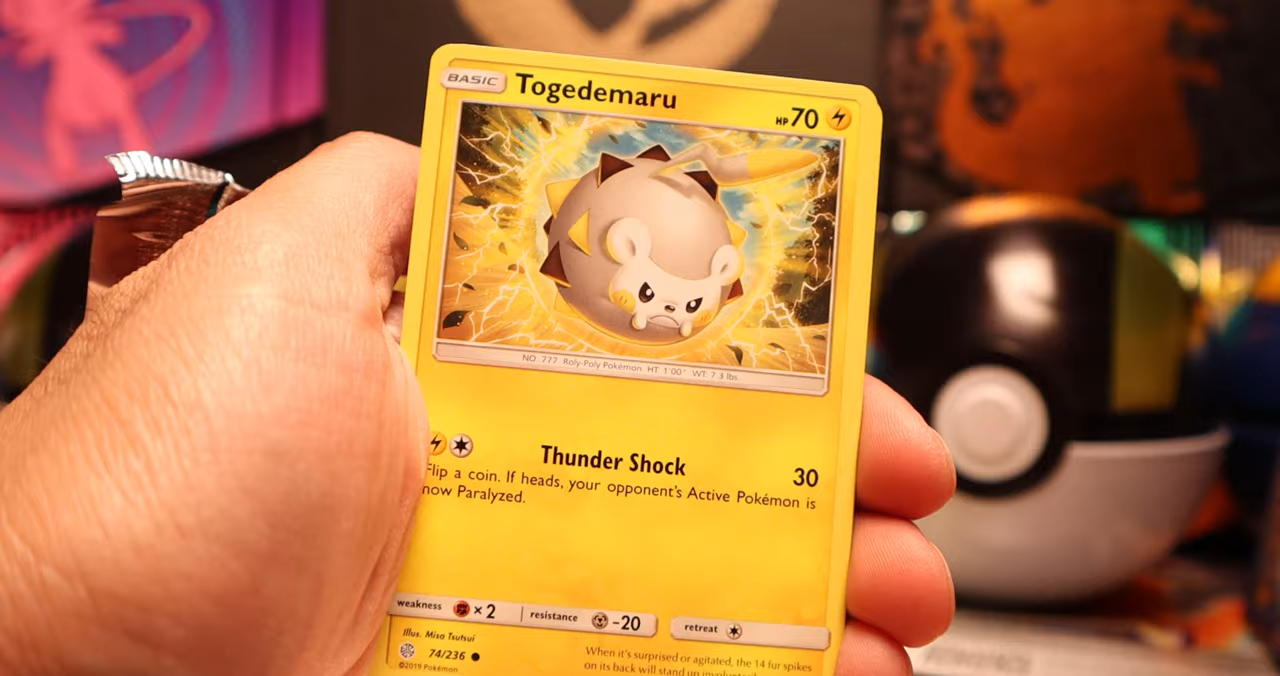 BASIC Togedemaru HP 70
NO. 777 Roly-Poly Pokémon HT: 1'00" WT: 7.3 lbs.
Thunder Shock 30
Flip a coin. If heads, your opponent's Active Pokémon is
now Paralyzed.
weakness ×2 resistance -20 retreat
Illus. Misa Tsutsui
74/236
©2019 Pokémon
When it's surprised or agitated, the 14 fur spikes
on its back will stand up